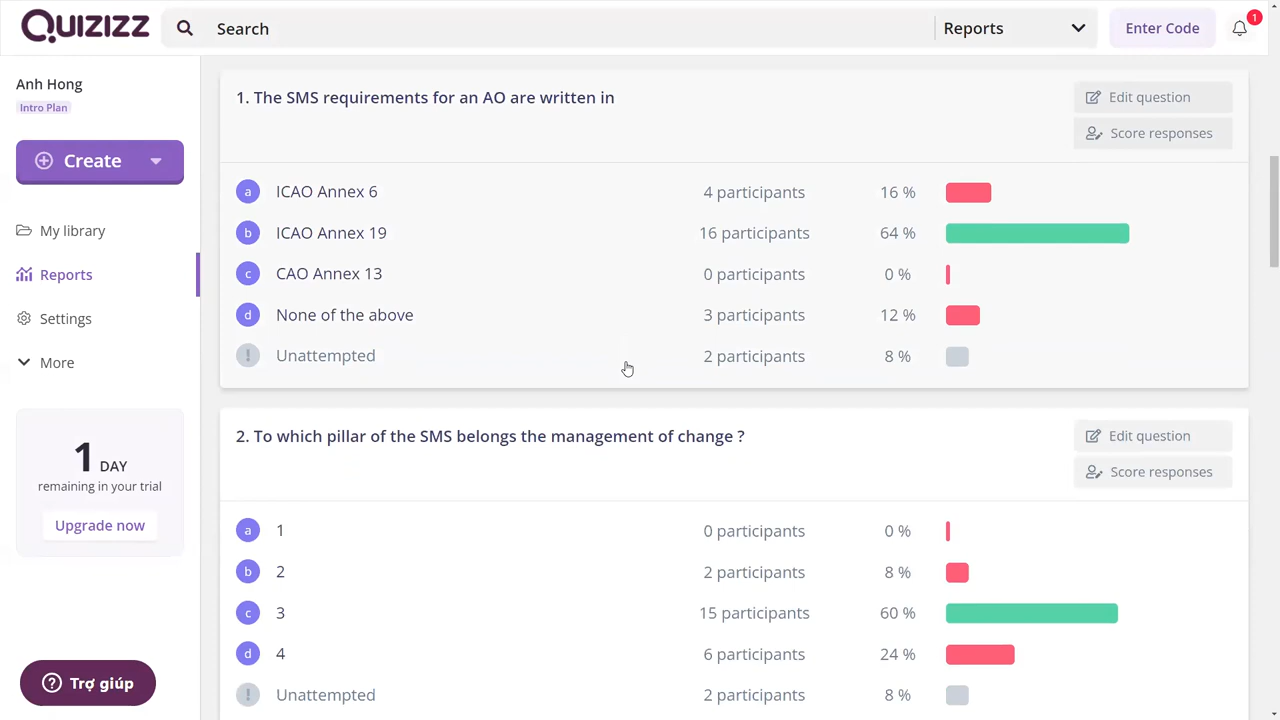 QUIZIZZ
Search
Reports
Enter Code
1
Anh Hong
Intro Plan
Create
My library
Reports
Settings
More
1 DAY
remaining in your trial
Upgrade now
Trợ giúp
1. The SMS requirements for an AO are written in
Edit question
Score responses
a ICAO Annex 6 4 participants 16 %
b ICAO Annex 19 16 participants 64 %
c CAO Annex 13 0 participants 0 %
d None of the above 3 participants 12 %
! Unattempted 2 participants 8 %
2. To which pillar of the SMS belongs the management of change ?
Edit question
Score responses
a 1 0 participants 0 %
b 2 2 participants 8 %
c 3 15 participants 60 %
d 4 6 participants 24 %
! Unattempted 2 participants 8 %